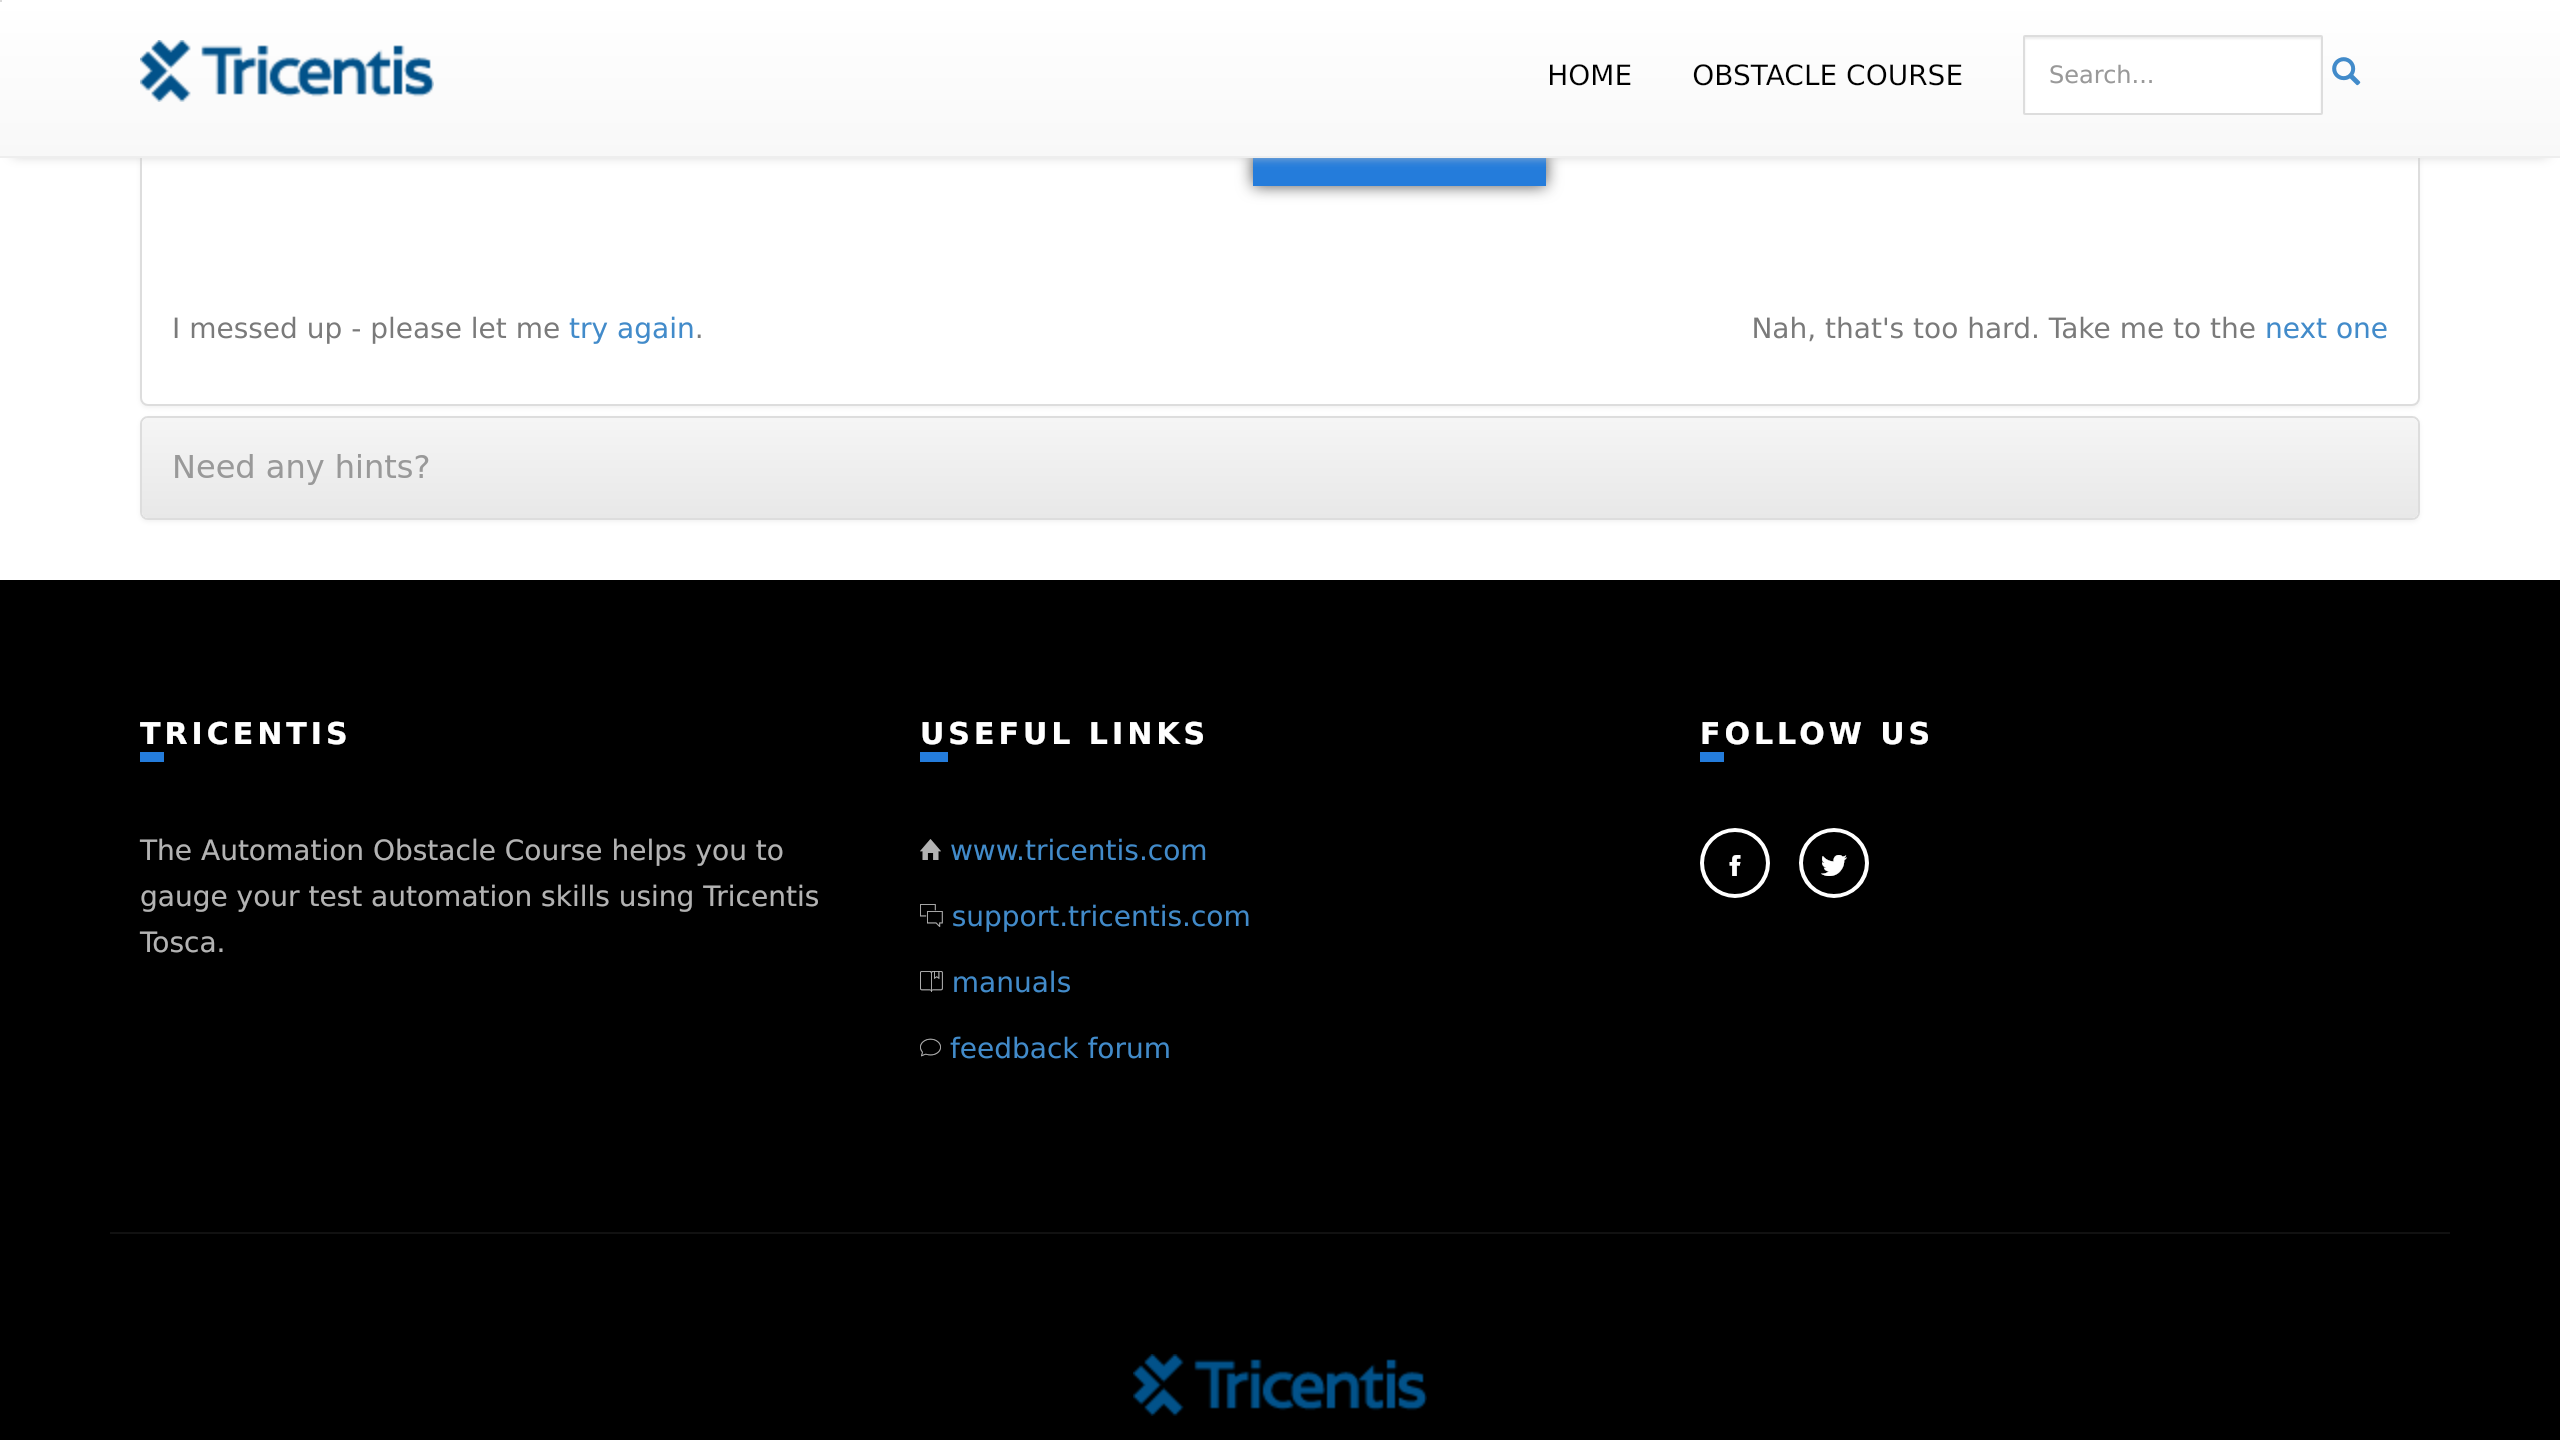 Tricentis
HOME
OBSTACLE COURSE
Search...
I messed up - please let me try again.
Nah, that's too hard. Take me to the next one
Need any hints?
TRICENTIS
The Automation Obstacle Course helps you to
gauge your test automation skills using Tricentis
Tosca.
USEFUL LINKS
www.tricentis.com
support.tricentis.com
manuals
feedback forum
FOLLOW US
Tricentis